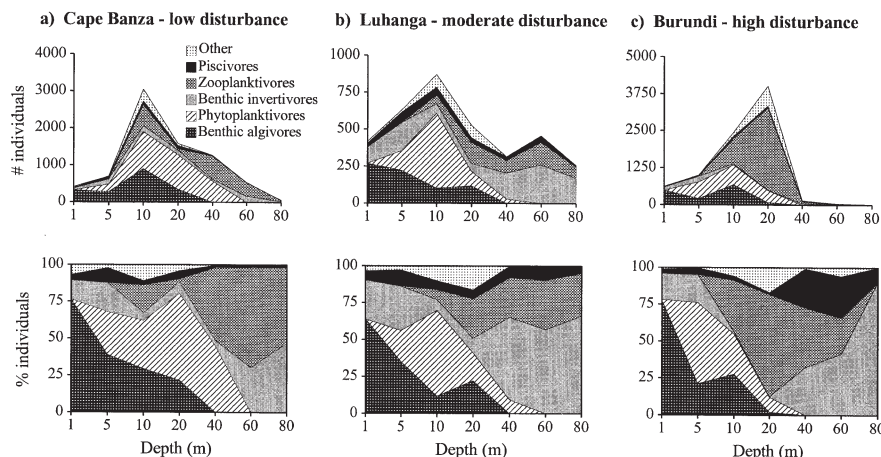 a) Cape Banza - low disturbance
b) Luhanga - moderate disturbance
c) Burundi - high disturbance
# individuals
4000
3000
2000
1000
0
Other
Piscivores
Zooplanktivores
Benthic invertivores
Phytoplanktivores
Benthic algivores
1 5 10 20 40 60 80
1000
750
500
250
0
1 5 10 20 40 60 80
5000
3750
2500
1250
0
1 5 10 20 40 60 80
% individuals
100
75
50
25
0
1 5 10 20 40 60 80
Depth (m)
100
75
50
25
0
1 5 10 20 40 60 80
Depth (m)
100
75
50
25
0
1 5 10 20 40 60 80
Depth (m)